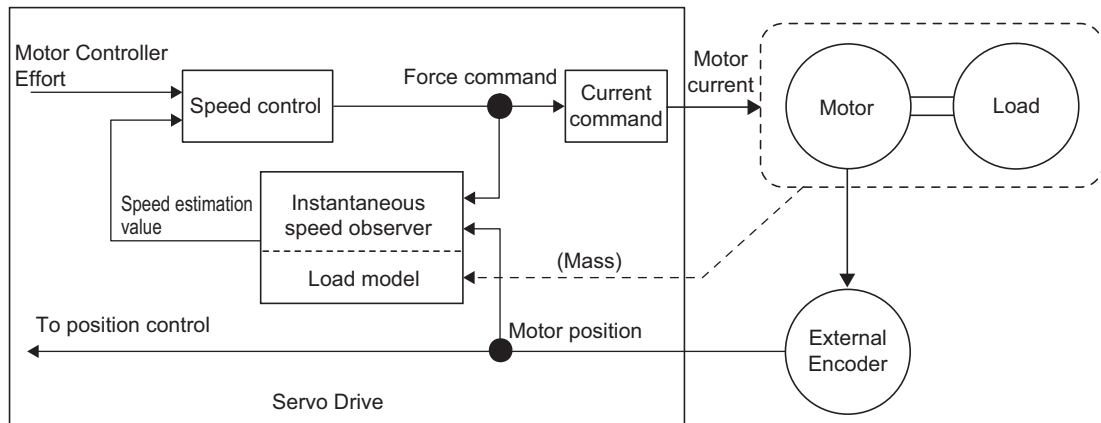 Motor Controller
Effort
Speed control
Force command
Current
command
Motor
current
Motor
Load
Speed estimation
value
Instantaneous
speed observer
Load model
(Mass)
To position control
Motor position
External
Encoder
Servo Drive